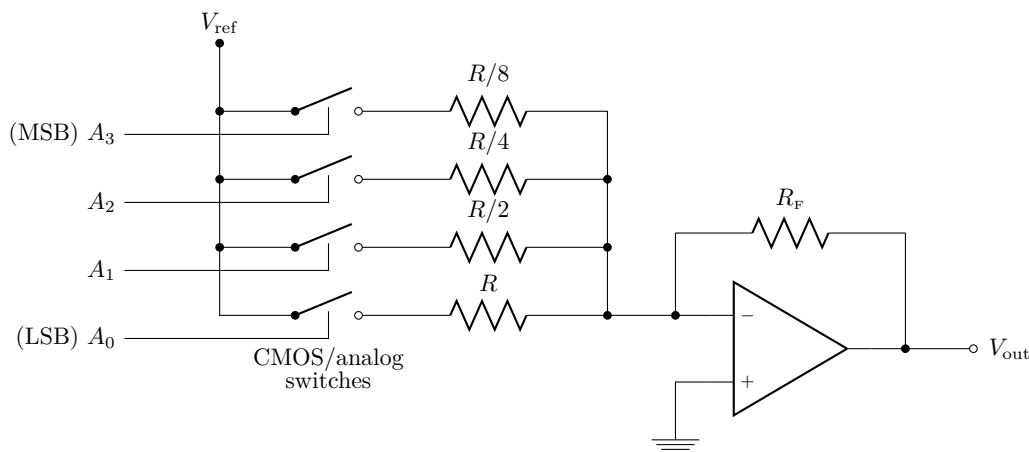 V_ref
R/8
(MSB) A_3
R/4
A_2
R/2
R_F
A_1
R
(LSB) A_0
−
V_out
CMOS/analog
switches
+